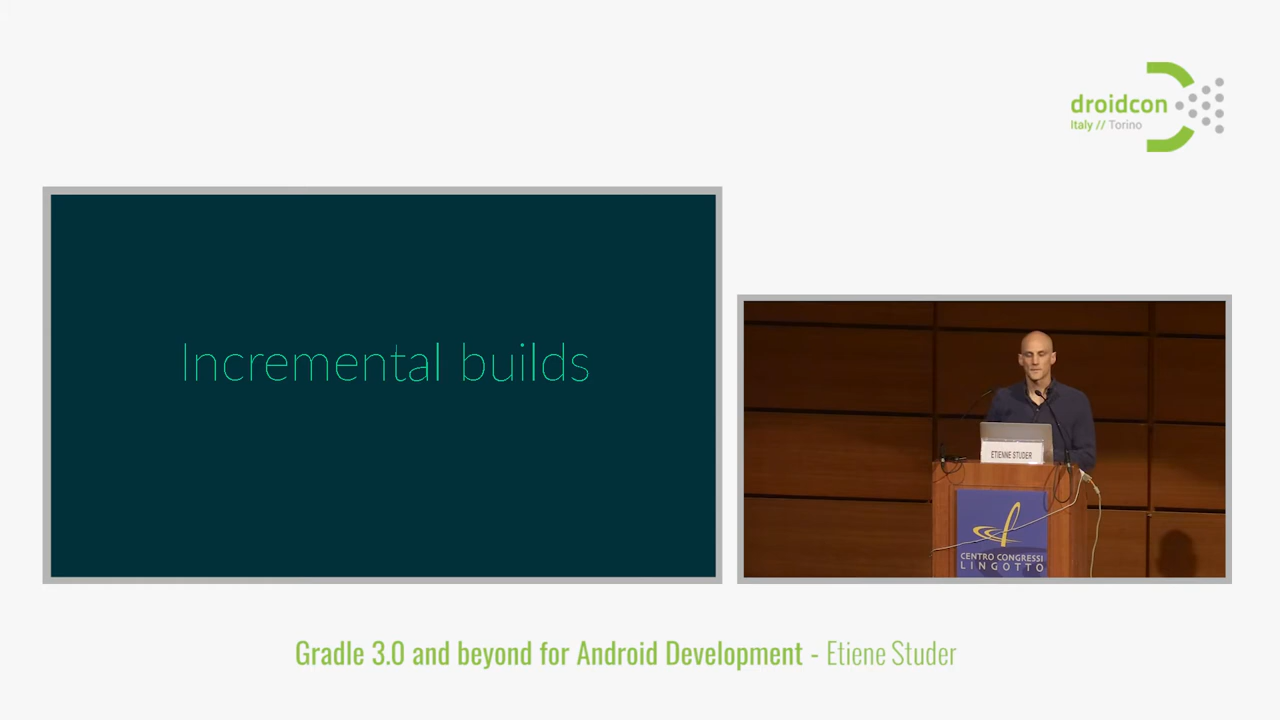 droidcon
Italy // Torino
Incremental builds
ETIENNE STUDER
CENTRO CONGRESSI
LINGOTTO
Gradle 3.0 and beyond for Android Development - Etiene Studer